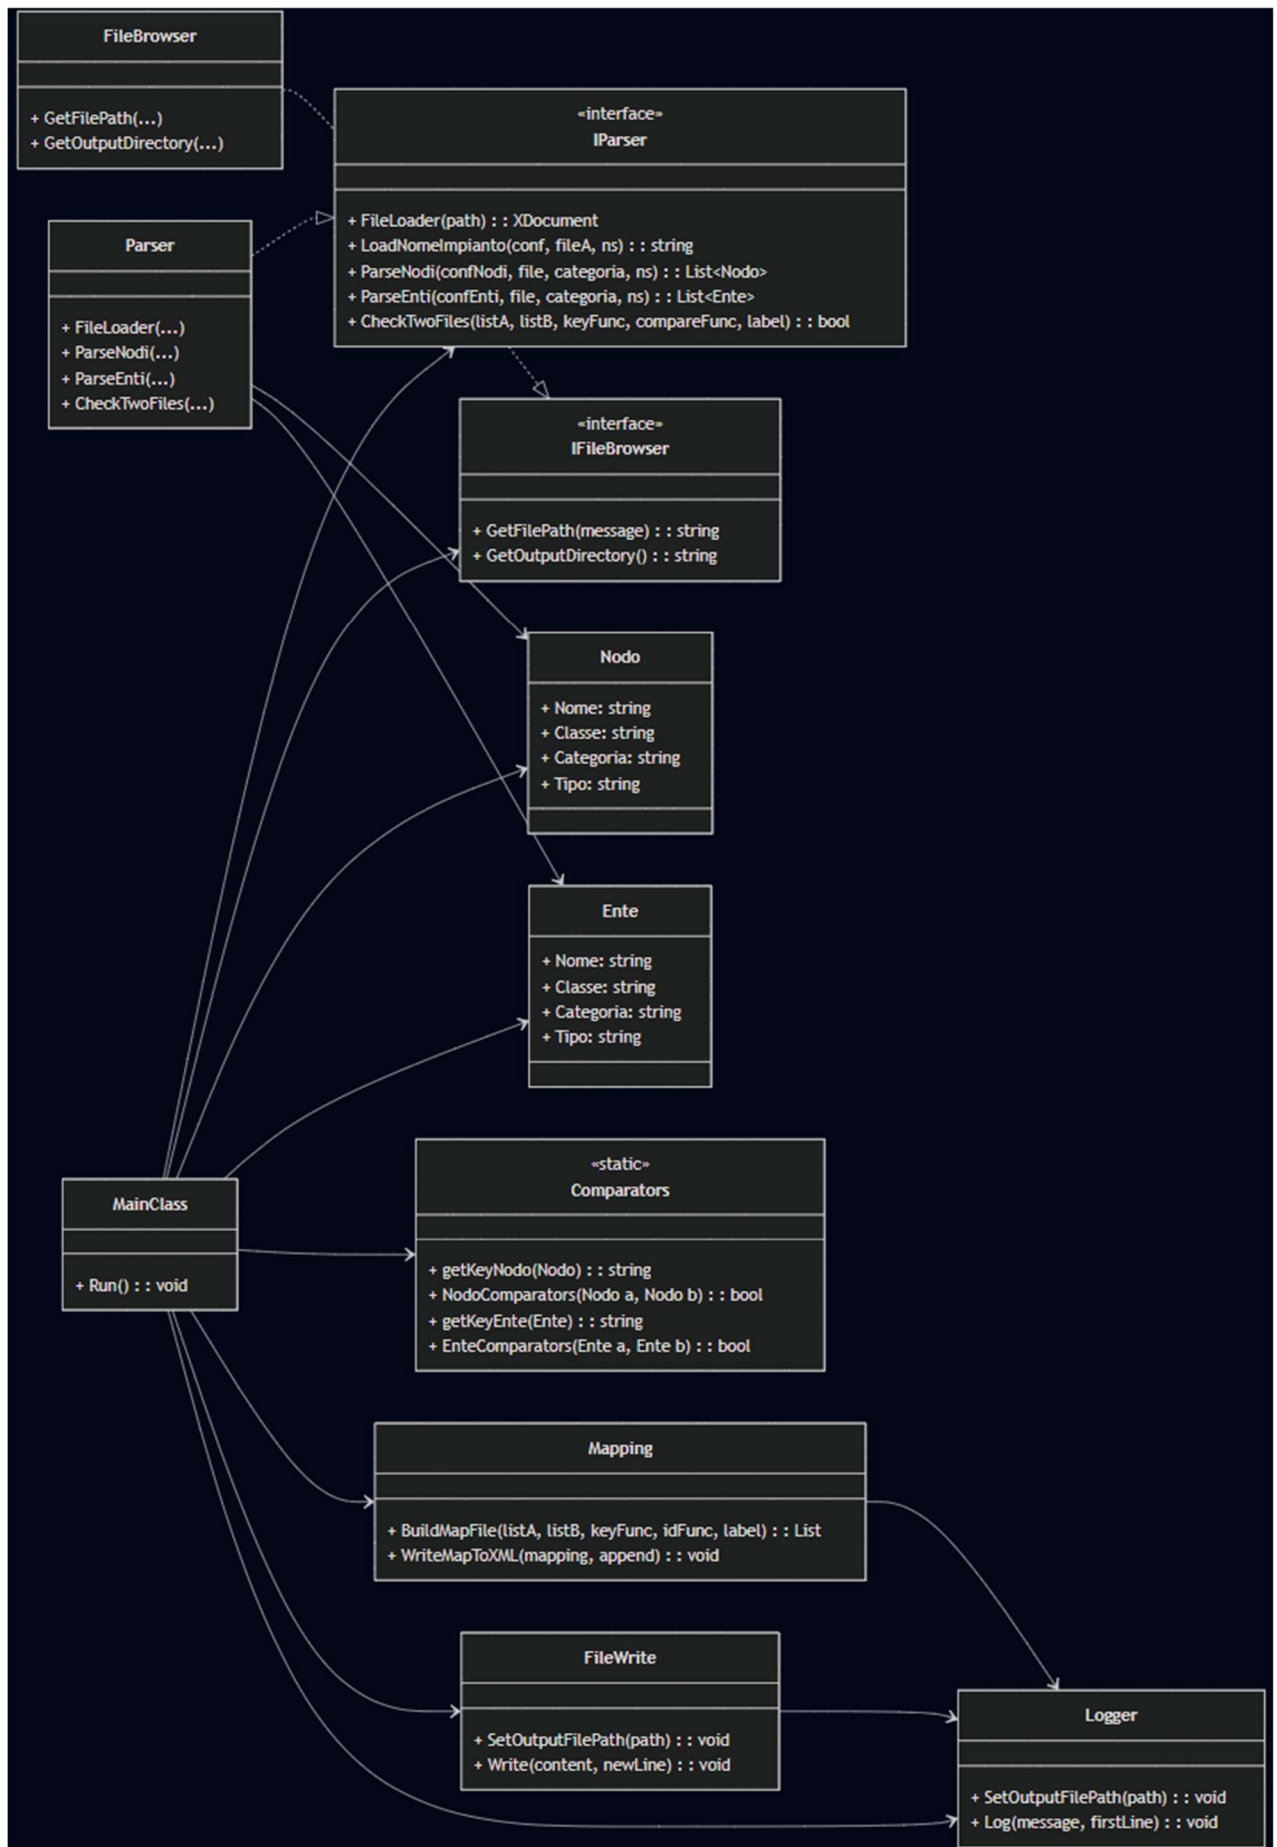 FileBrowser
+ GetFilePath(...)
+ GetOutputDirectory(...)
«interface»
IParser
+ FileLoader(path) : : XDocument
+ LoadNomeImpianto(conf, fileA, ns) : : string
+ ParseNodi(confNodi, file, categoria, ns) : : List<Nodo>
+ ParseEnti(confEnti, file, categoria, ns) : : List<Ente>
+ CheckTwoFiles(listA, listB, keyFunc, compareFunc, label) : : bool
Parser
+ FileLoader(...)
+ ParseNodi(...)
+ ParseEnti(...)
+ CheckTwoFiles(...)
«interface»
IFileBrowser
+ GetFilePath(message) : : string
+ GetOutputDirectory() : : string
Nodo
+ Nome: string
+ Classe: string
+ Categoria: string
+ Tipo: string
Ente
+ Nome: string
+ Classe: string
+ Categoria: string
+ Tipo: string
MainClass
+ Run() : : void
«static»
Comparators
+ getKeyNodo(Nodo) : : string
+ NodoComparators(Nodo a, Nodo b) : : bool
+ getKeyEnte(Ente) : : string
+ EnteComparators(Ente a, Ente b) : : bool
Mapping
+ BuildMapFile(listA, listB, keyFunc, idFunc, label) : : List
+ WriteMapToXML(mapping, append) : : void
FileWrite
+ SetOutputFilePath(path) : : void
+ Write(content, newLine) : : void
Logger
+ SetOutputFilePath(path) : : void
+ Log(message, firstLine) : : void